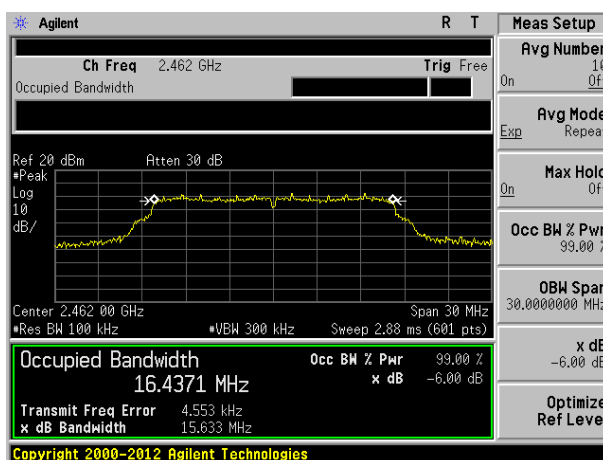 Agilent R T
Meas Setup
Ch Freq 2.462 GHz Trig Free
Occupied Bandwidth
Avg Number
On
Avg Mode
Exp
Ref 20 dBm Atten 30 dB
#Peak
Log
10
dB/
Max Hold
On
Occ BW % Pwr
99.00 %
OBW Span
30.0000000 MHz
Center 2.462 00 GHz Span 30 MHz
#Res BW 100 kHz #VBW 300 kHz Sweep 2.88 ms (601 pts)
Occupied Bandwidth Occ BW % Pwr 99.00 %
16.4371 MHz x dB -6.00 dB
Transmit Freq Error 4.553 kHz
x dB Bandwidth 15.633 MHz
x dB
-6.00 dB
Optimize
Ref Level
Copyright 2000-2012 Agilent Technologies